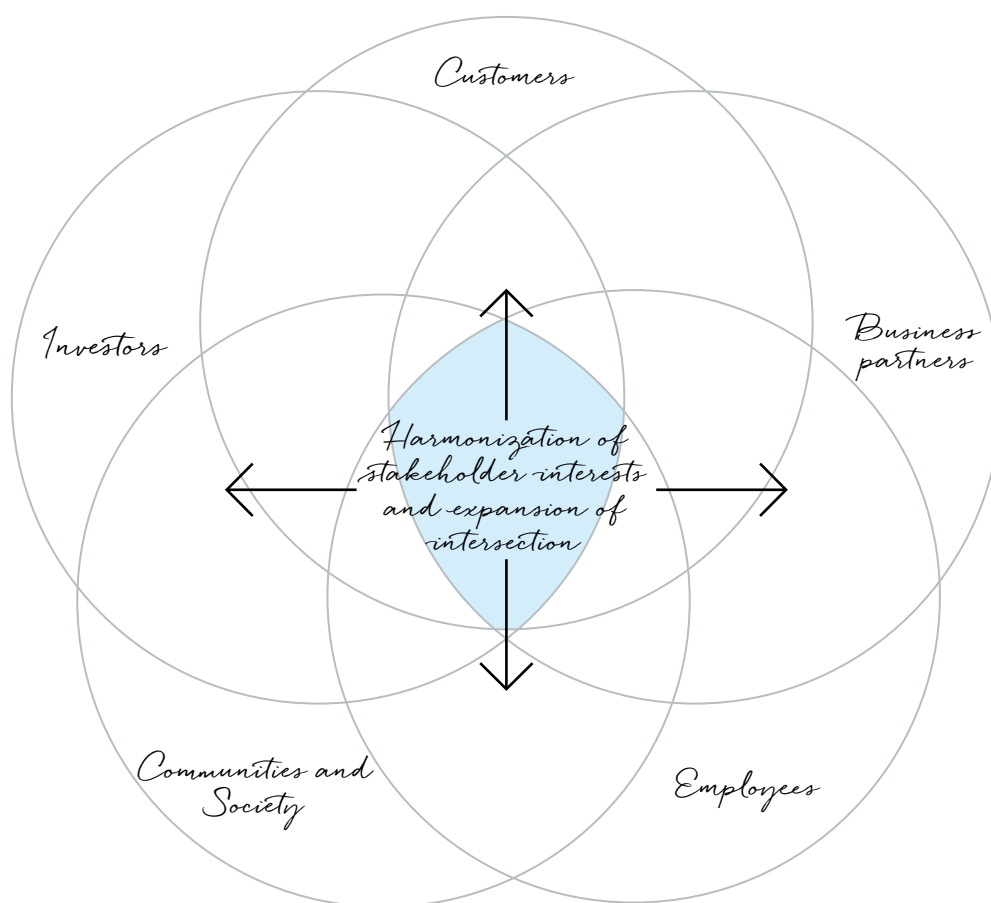 Customers
Investors
Business
partners
Harmonization of
stakeholder interests
and expansion of
intersection
Communities and
Society
Employees